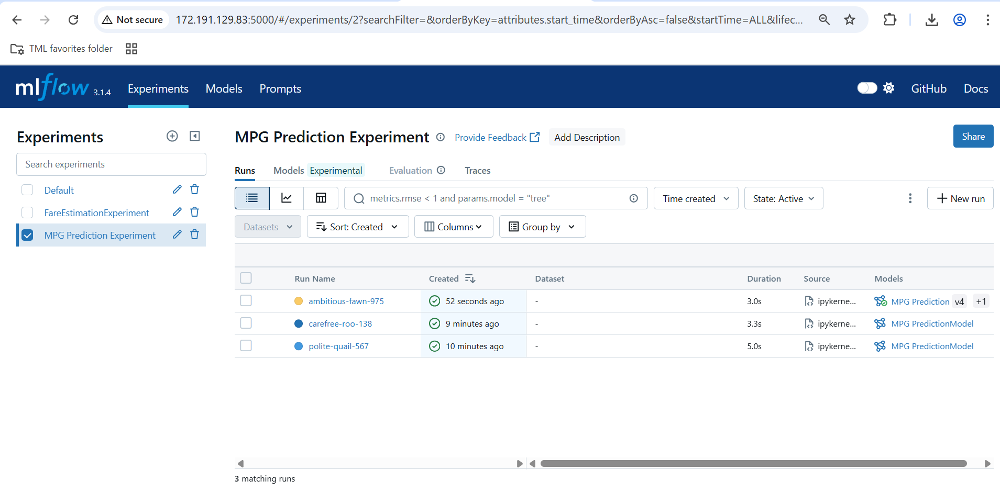 Not secure 172.191.129.83:5000/#/experiments/2?searchFilter=&orderByKey=attributes.start_time&orderByAsc=false&startTime=ALL&lifec...
TML favorites folder
mlflow 3.1.4 Experiments Models Prompts GitHub Docs
Experiments
Search experiments
Default
FareEstimationExperiment
MPG Prediction Experiment
MPG Prediction Experiment Provide Feedback Add Description Share
Runs Models Experimental Evaluation Traces
metrics.rmse < 1 and params.model = "tree" Time created State: Active New run
Datasets Sort: Created Columns Group by
Run Name Created Dataset Duration Source Models
ambitious-fawn-975 52 seconds ago - 3.0s ipykerne... MPG Prediction v4 +1
carefree-roo-138 9 minutes ago - 3.3s ipykerne... MPG PredictionModel
polite-quail-567 10 minutes ago - 5.0s ipykerne... MPG PredictionModel
3 matching runs